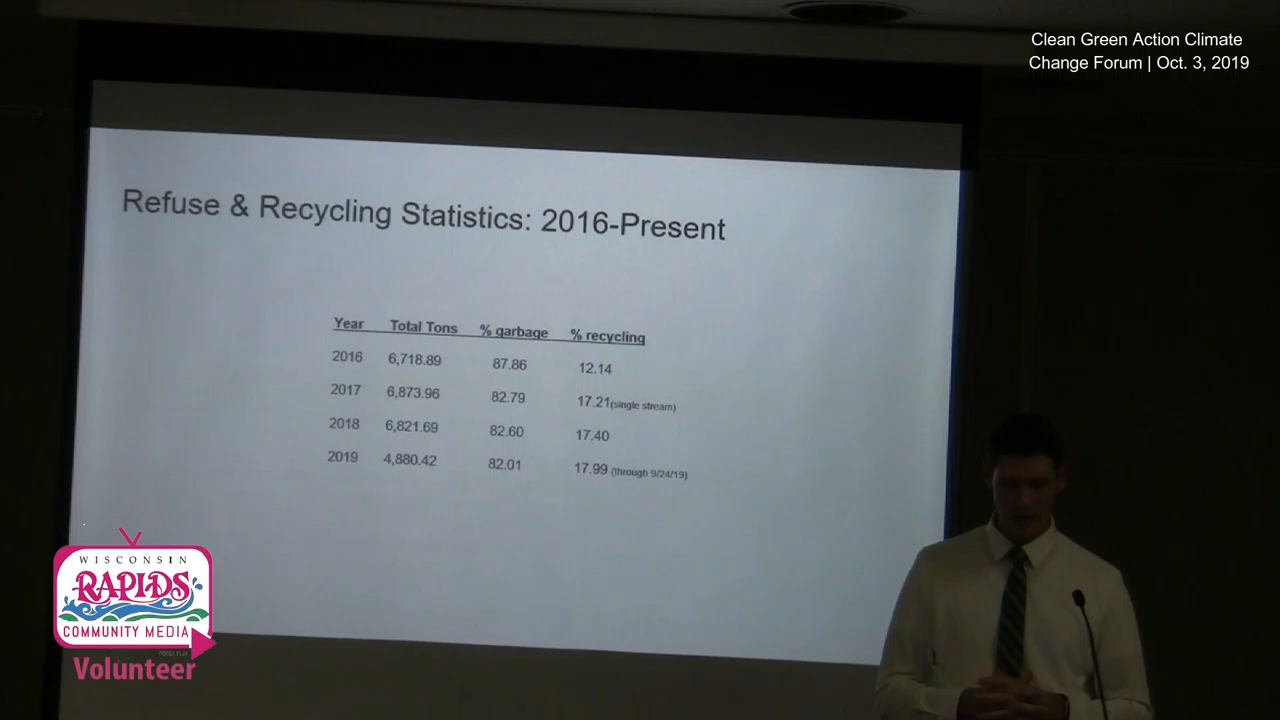 Clean Green Action Climate
Change Forum | Oct. 3, 2019
Refuse & Recycling Statistics: 2016-Present
Year Total Tons % garbage % recycling
2016 6,718.89 87.86 12.14
2017 6,873.96 82.79 17.21(single stream)
2018 6,821.69 82.60 17.40
2019 4,880.42 82.01 17.99 (through 9/24/19)
WISCONSIN
RAPIDS
COMMUNITY MEDIA
Volunteer